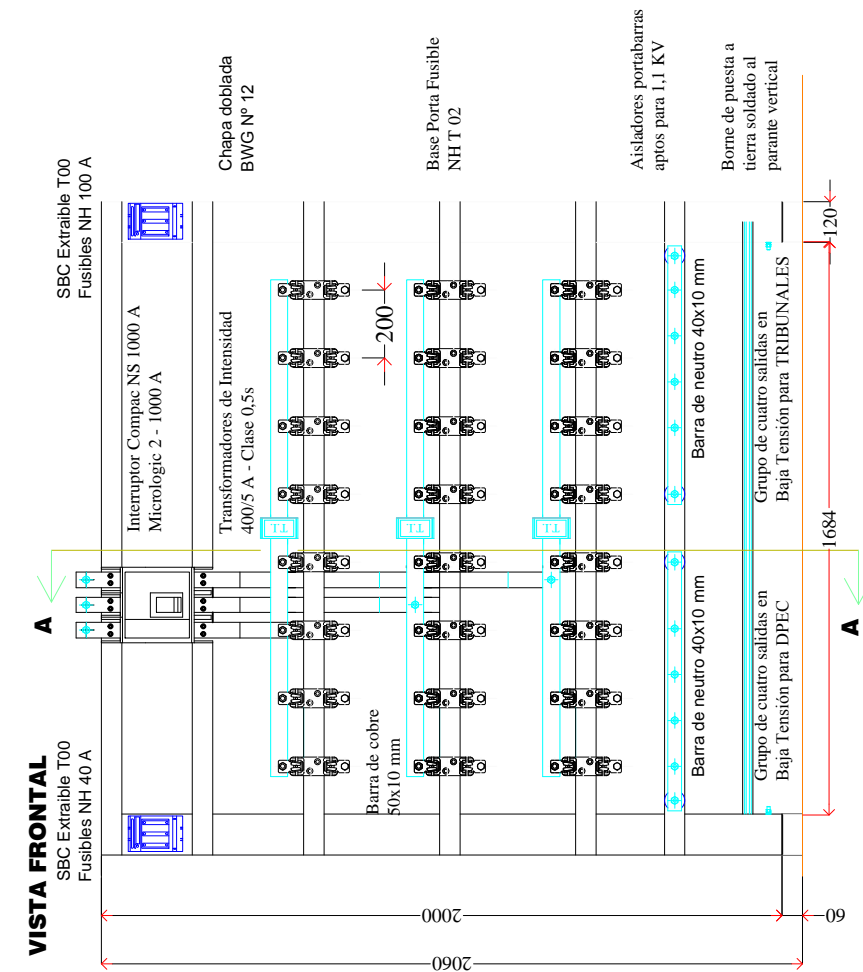 VISTA FRONTAL
SBC Extraible T00
Fusibles NH 40 A
SBC Extraible T00
Fusibles NH 100 A
A
Interruptor Compac NS 1000 A
Micrologic 2 - 1000 A
Chapa doblada
BWG Nº 12
Transformadores de Intensidad
400/5 A - Clase 0,5s
T.I.
T.I.
T.I.
200
Barra de cobre
50x10 mm
Base Porta Fusible
NH T 02
Aisladores portabarras
aptos para 1,1 KV
Barra de neutro 40x10 mm
Barra de neutro 40x10 mm
Borne de puesta a
tierra soldado al
parante vertical
Grupo de cuatro salidas en
Baja Tensión para DPEC
Grupo de cuatro salidas en
Baja Tensión para TRIBUNALES
1684
120
A
2000
60
2060